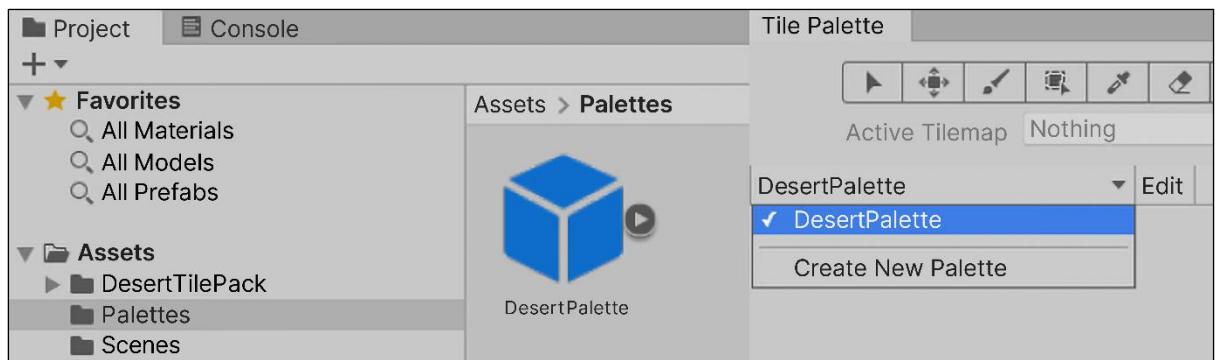 Project
Console
Favorites
All Materials
All Models
All Prefabs
Assets
DesertTilePack
Palettes
Scenes
Assets > Palettes
DesertPalette
Tile Palette
Active Tilemap Nothing
DesertPalette Edit
✓ DesertPalette
Create New Palette